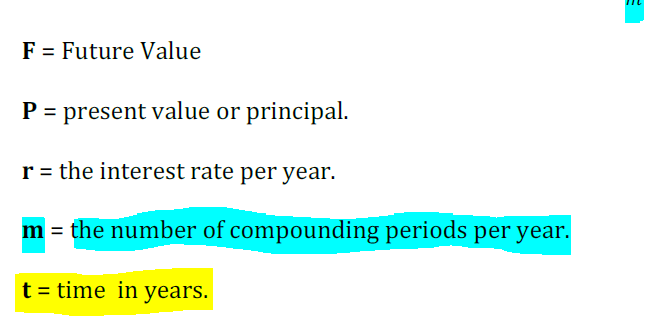 m
F = Future Value
P = present value or principal.
r = the interest rate per year.
m = the number of compounding periods per year.
t = time in years.